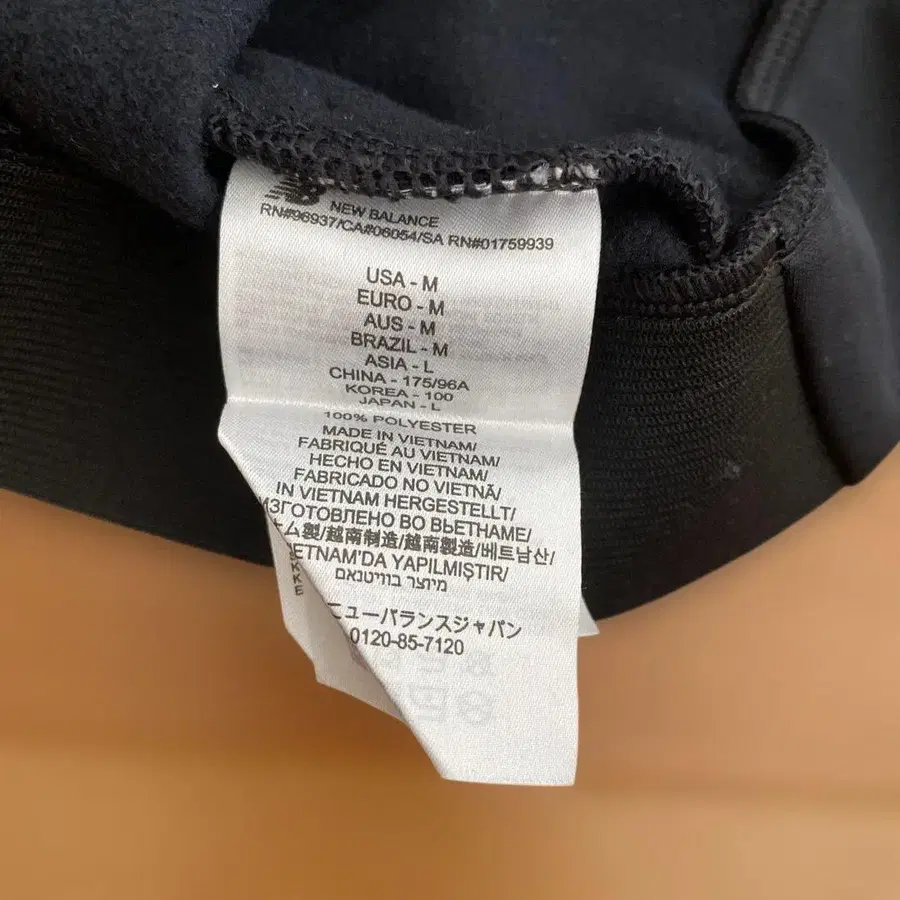 NB
NEW BALANCE
RN#96937/CA#06054/SA RN#01759939
USA - M
EURO - M
AUS - M
BRAZIL - M
ASIA - L
CHINA - 175/96A
KOREA - 100
JAPAN - L
100% POLYESTER
MADE IN VIETNAM/
FABRIQUÉ AU VIETNAM/
HECHO EN VIETNAM/
FABRICADO NO VIETNÃ/
IN VIETNAM HERGESTELLT/
ИЗГОТОВЛЕНО ВО ВЬЕТНАМЕ/
ム製/越南制造/越南製造/베트남산/
ETNAM'DA YAPILMIŞTIR/
מיוצר בוויטנאם
ニューバランスジャパン
0120-85-7120